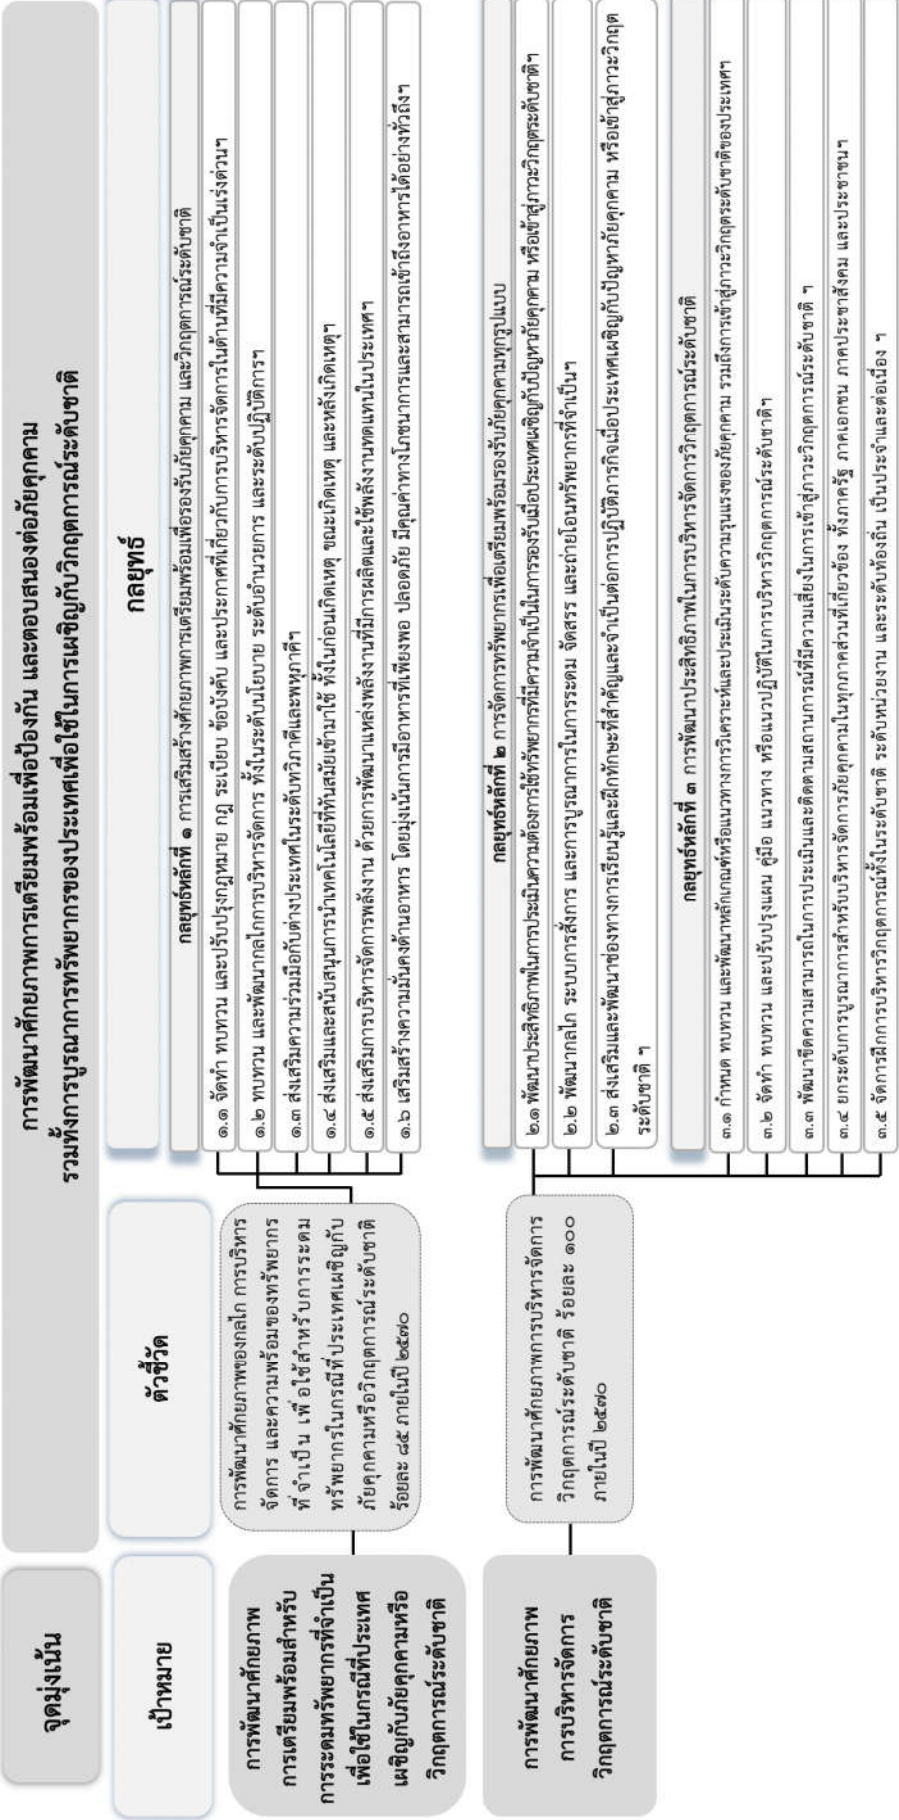 จุดมุ่งเน้น
การพัฒนาศักยภาพการเตรียมพร้อมเพื่อป้องกัน และตอบสนองต่อภัยคุกคาม
รวมทั้งการบูรณาการทรัพยากรของประเทศเพื่อใช้ในการเผชิญกับวิกฤตการณ์ระดับชาติ
เป้าหมาย
ตัวชี้วัด
กลยุทธ์
การพัฒนาศักยภาพ
การเตรียมพร้อมสำหรับ
การระดมทรัพยากรที่จำเป็น
เพื่อใช้ในกรณีที่ประเทศ
เผชิญกับภัยคุกคามหรือ
วิกฤตการณ์ระดับชาติ
การพัฒนาศักยภาพของกลไก การบริหาร
จัดการ และความพร้อมของทรัพยากร
ที่จำเป็น เพื่อใช้สำหรับการระดม
ทรัพยากรในกรณีที่ประเทศเผชิญกับ
ภัยคุกคามหรือวิกฤตการณ์ระดับชาติ
ร้อยละ ๘๕ ภายในปี ๒๕๗๐
กลยุทธ์หลักที่ ๑ การเสริมสร้างศักยภาพการเตรียมพร้อมเพื่อรองรับภัยคุกคาม และวิกฤตการณ์ระดับชาติ
๑.๑ จัดทำ ทบทวน และปรับปรุงกฎหมาย กฎ ระเบียบ ข้อบังคับ และประกาศที่เกี่ยวกับการบริหารจัดการในด้านที่มีความจำเป็นเร่งด่วนฯ
๑.๒ ทบทวน และพัฒนากลไกการบริหารจัดการ ทั้งในระดับนโยบาย ระดับอำนวยการ และระดับปฏิบัติการฯ
๑.๓ ส่งเสริมความร่วมมือกับต่างประเทศในระดับทวิภาคีและพหุภาคีฯ
๑.๔ ส่งเสริมและสนับสนุนการนำเทคโนโลยีที่ทันสมัยเข้ามาใช้ ทั้งในก่อนเกิดเหตุ ขณะเกิดเหตุ และหลังเกิดเหตุฯ
๑.๕ ส่งเสริมการบริหารจัดการพลังงาน ด้วยการพัฒนาแหล่งพลังงานที่มีการผลิตและใช้พลังงานทดแทนในประเทศฯ
๑.๖ เสริมสร้างความมั่นคงด้านอาหาร โดยมุ่งเน้นการมีอาหารที่เพียงพอ ปลอดภัย มีคุณค่าทางโภชนาการและสามารถเข้าถึงอาหารได้อย่างทั่วถึงฯ
การพัฒนาศักยภาพ
การบริหารจัดการ
วิกฤตการณ์ระดับชาติ
การพัฒนาศักยภาพการบริหารจัดการ
วิกฤตการณ์ระดับชาติ ร้อยละ ๑๐๐
ภายในปี ๒๕๗๐
กลยุทธ์หลักที่ ๒ การจัดการทรัพยากรเพื่อเตรียมพร้อมรองรับภัยคุกคามทุกรูปแบบ
๒.๑ พัฒนาประสิทธิภาพในการประเมินความต้องการใช้ทรัพยากรที่มีความจำเป็นในการรองรับเมื่อประเทศเผชิญกับปัญหาภัยคุกคาม หรือเข้าสู่ภาวะวิกฤตระดับชาติฯ
๒.๒ พัฒนากลไก ระบบการสั่งการ และการบูรณาการในการระดม จัดสรร และถ่ายโอนทรัพยากรที่จำเป็นฯ
๒.๓ ส่งเสริมและพัฒนาช่องทางการเรียนรู้และฝึกทักษะที่สำคัญและจำเป็นต่อการปฏิบัติภารกิจเมื่อประเทศเผชิญกับปัญหาภัยคุกคาม หรือเข้าสู่ภาวะวิกฤต
ระดับชาติ ฯ
กลยุทธ์หลักที่ ๓ การพัฒนาประสิทธิภาพในการบริหารจัดการวิกฤตการณ์ระดับชาติ
๓.๑ กำหนด ทบทวน และพัฒนาหลักเกณฑ์หรือแนวทางการวิเคราะห์และประเมินระดับความรุนแรงของภัยคุกคาม รวมถึงการเข้าสู่ภาวะวิกฤตระดับชาติของประเทศฯ
๓.๒ จัดทำ ทบทวน และปรับปรุงแผน คู่มือ แนวทาง หรือแนวปฏิบัติในการบริหารวิกฤตการณ์ระดับชาติฯ
๓.๓ พัฒนาขีดความสามารถในการประเมินและติดตามสถานการณ์ที่มีความเสี่ยงในการเข้าสู่ภาวะวิกฤตการณ์ระดับชาติ ฯ
๓.๔ ยกระดับการบูรณาการสำหรับบริหารจัดการภัยคุกคามในทุกภาคส่วนที่เกี่ยวข้อง ทั้งภาครัฐ ภาคเอกชน ภาคประชาสังคม และประชาชนฯ
๓.๕ จัดการฝึกการบริหารวิกฤตการณ์ทั้งในระดับชาติ ระดับหน่วยงาน และระดับท้องถิ่น เป็นประจำและต่อเนื่อง ฯ